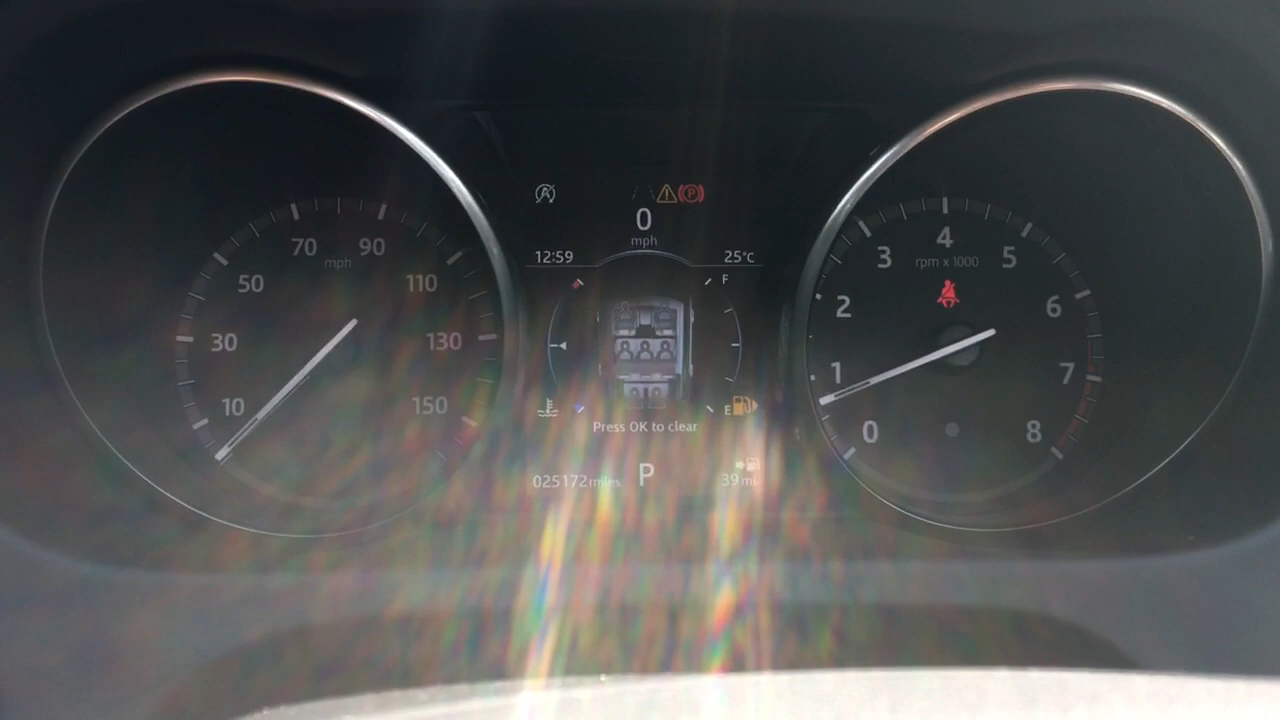 70 90
mph
50 110
30 130
10 150
0
mph
12:59 25°C
F
E
Press OK to clear
025172 miles P 39 mi
4
3 5
rpm x 1000
2 6
1 7
0 8
P